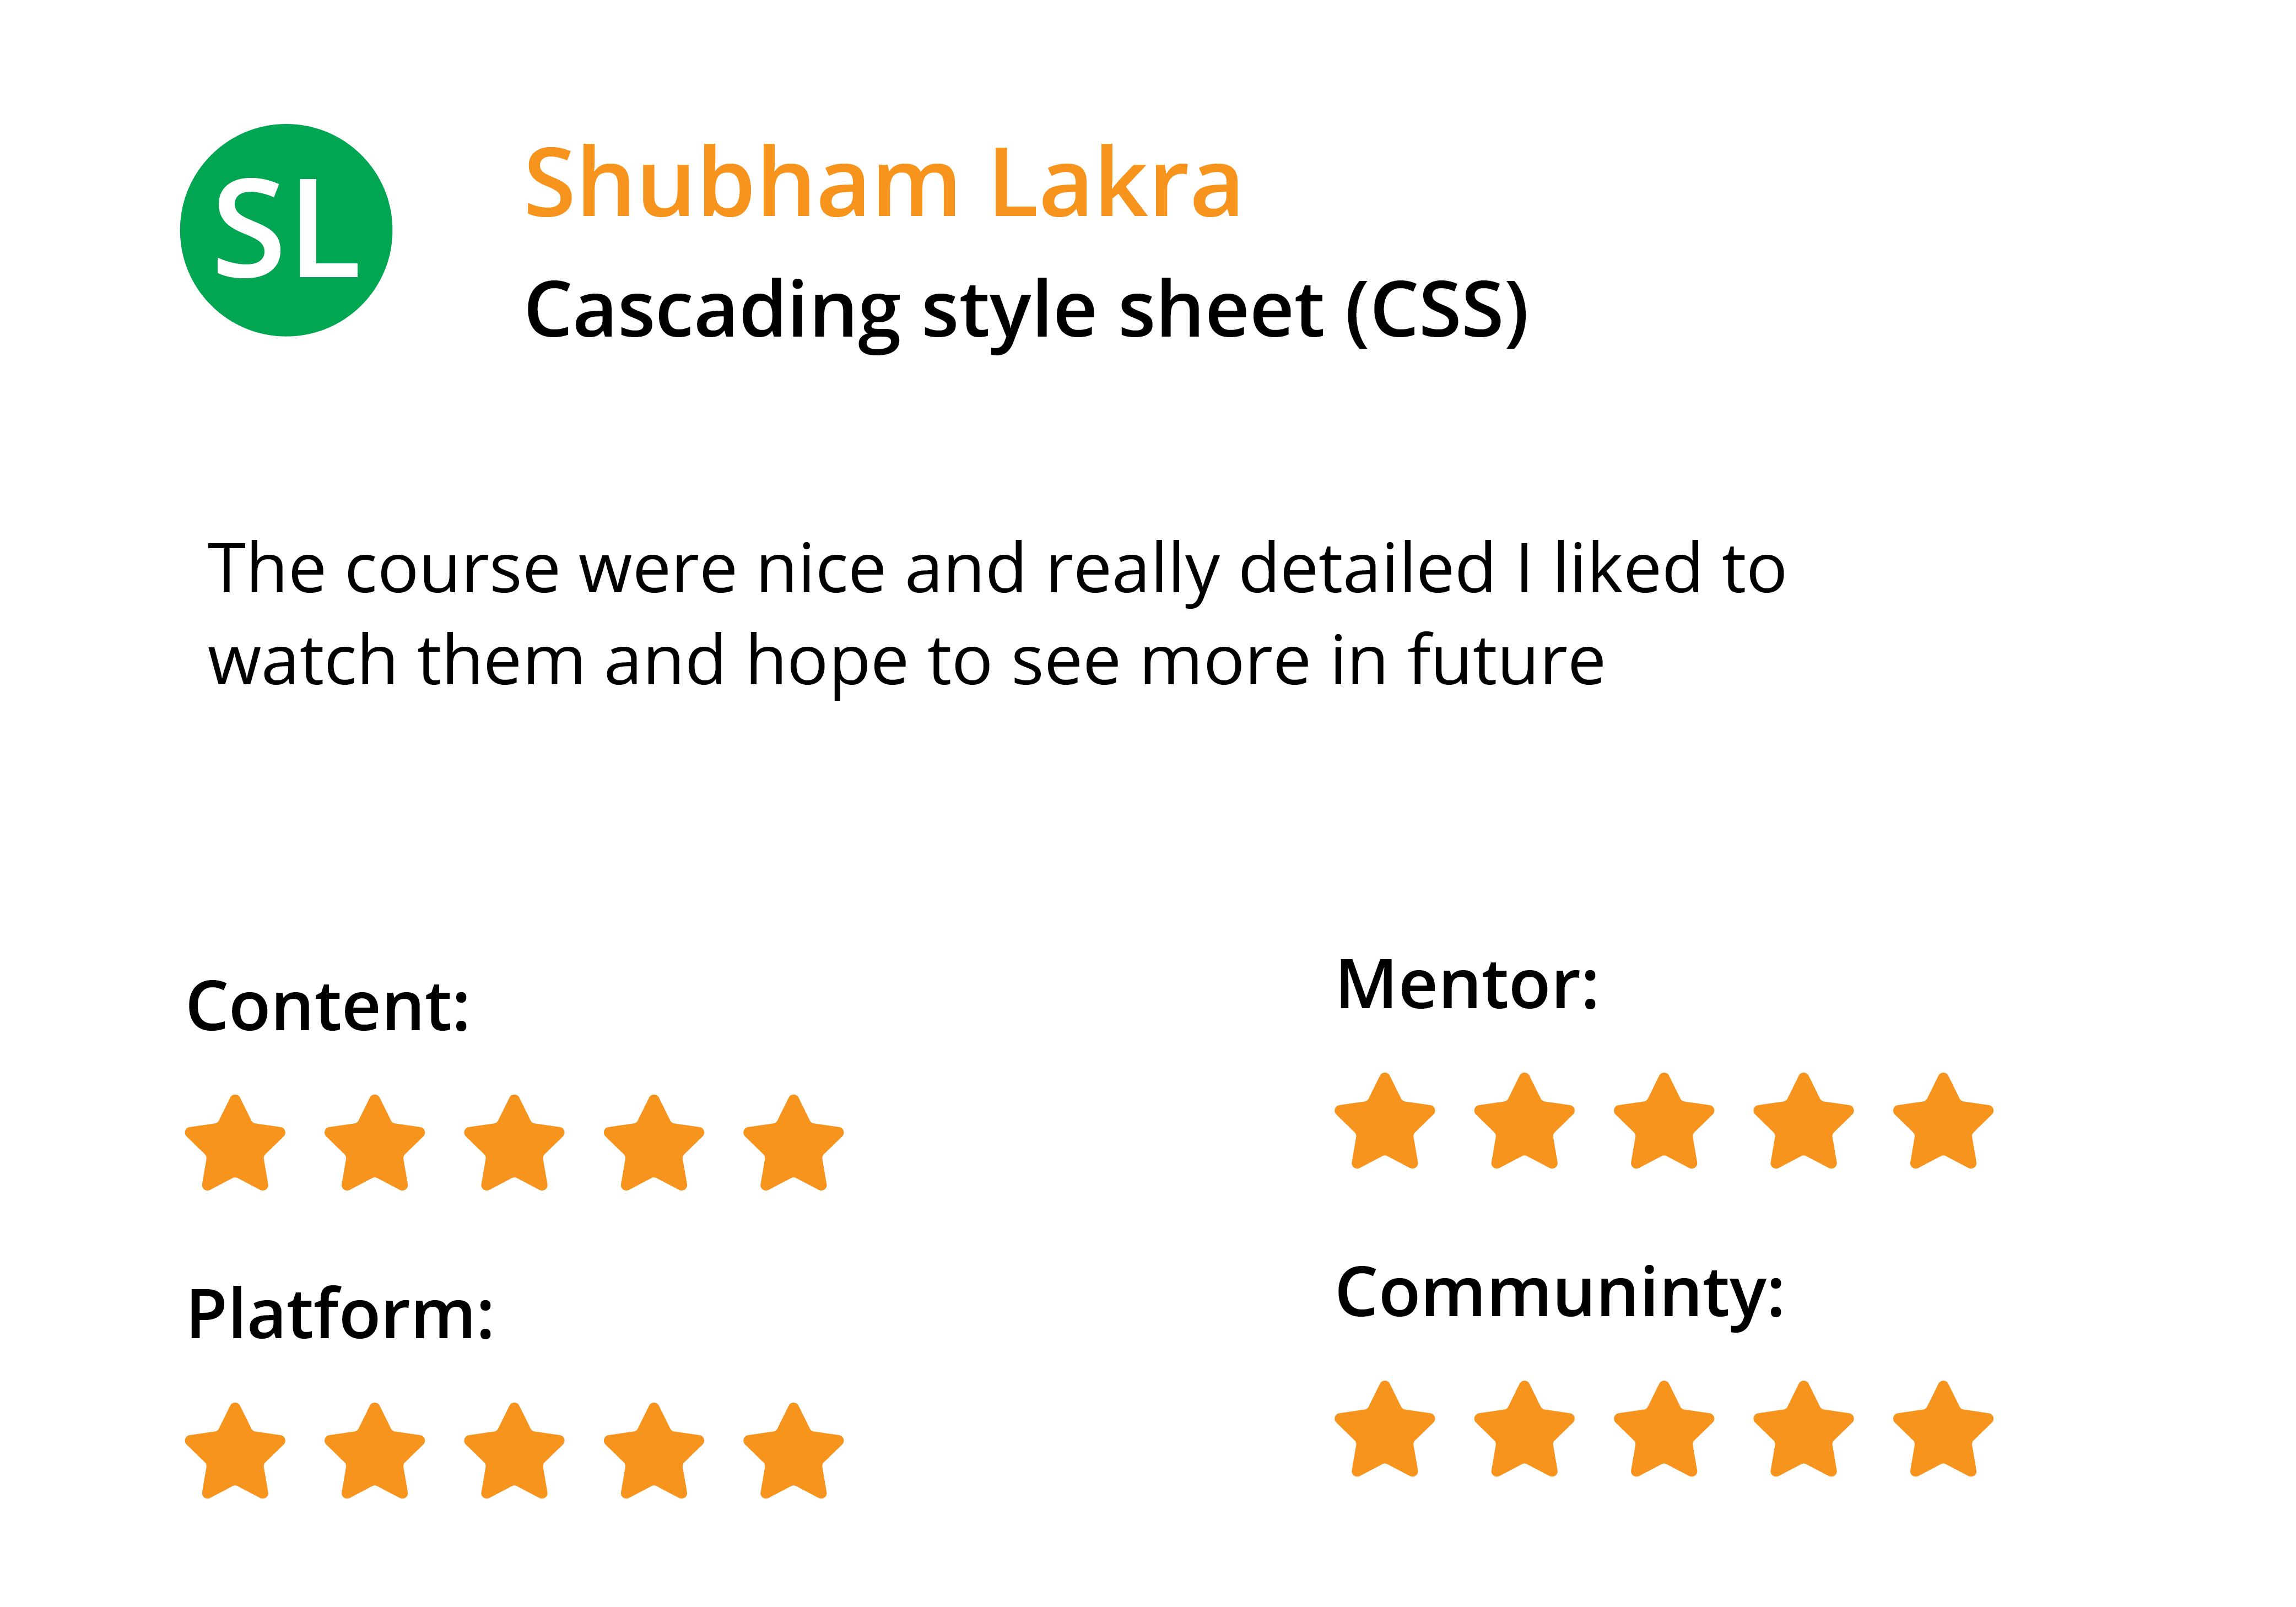 SL
Shubham Lakra
Cascading style sheet (CSS)
The course were nice and really detailed I liked to
watch them and hope to see more in future
Content:
Mentor:
Platform:
Communinty: